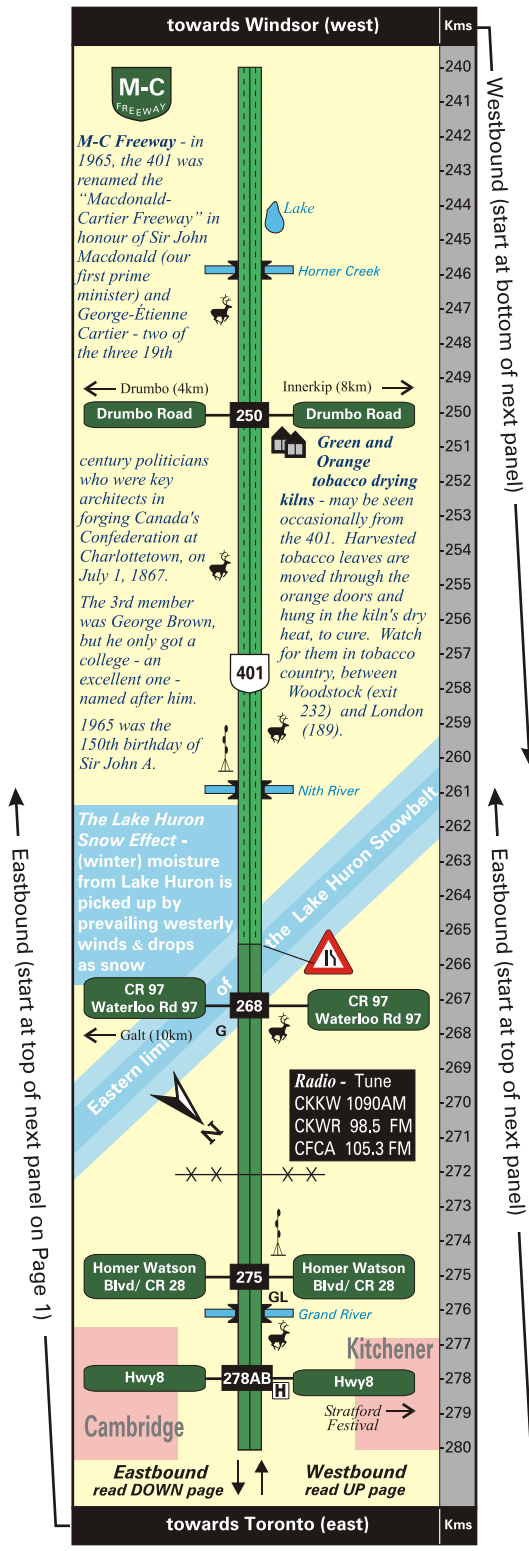 towards Windsor (west)
Kms
M-C
FREEWAY
M-C Freeway - in
1965, the 401 was
renamed the
“Macdonald-
Cartier Freeway” in
honour of Sir John
Macdonald (our
first prime
minister) and
George-Étienne
Cartier - two of
the three 19th
Lake
Horner Creek
Drumbo (4km)
Innerkip (8km)
Drumbo Road
250
Drumbo Road
century politicians
who were key
architects in
forging Canada's
Confederation at
Charlottetown, on
July 1, 1867.
The 3rd member
was George Brown,
but he only got a
college - an
excellent one -
named after him.
1965 was the
150th birthday of
Sir John A.
Green and
Orange
tobacco drying
kilns - may be seen
occasionally from
the 401. Harvested
tobacco leaves are
moved through the
orange doors and
hung in the kiln's dry
heat, to cure. Watch
for them in tobacco
country, between
Woodstock (exit
232) and London
(189).
401
Nith River
The Lake Huron
Snow Effect -
(winter) moisture
from Lake Huron is
picked up by
prevailing westerly
winds & drops
as snow
Eastern limit of the Lake Huron Snowbelt
CR 97
Waterloo Rd 97
268
CR 97
Waterloo Rd 97
Galt (10km)
G
N
Radio - Tune
CKKW 1090AM
CKWR 98.5 FM
CFCA 105.3 FM
Homer Watson
Blvd/ CR 28
275
Homer Watson
Blvd/ CR 28
GL
Grand River
Kitchener
Hwy8
278AB
Hwy8
H
Stratford
Festival
Cambridge
Eastbound
read DOWN page
Westbound
read UP page
towards Toronto (east)
Kms
-240
-241
-242
-243
-244
-245
-246
-247
-248
-249
-250
-251
-252
-253
-254
-255
-256
-257
-258
-259
-260
-261
-262
-263
-264
-265
-266
-267
-268
-269
-270
-271
-272
-273
-274
-275
-276
-277
-278
-279
-280
Westbound (start at bottom of next panel)
Eastbound (start at top of next panel)
Eastbound (start at top of next panel on Page 1)